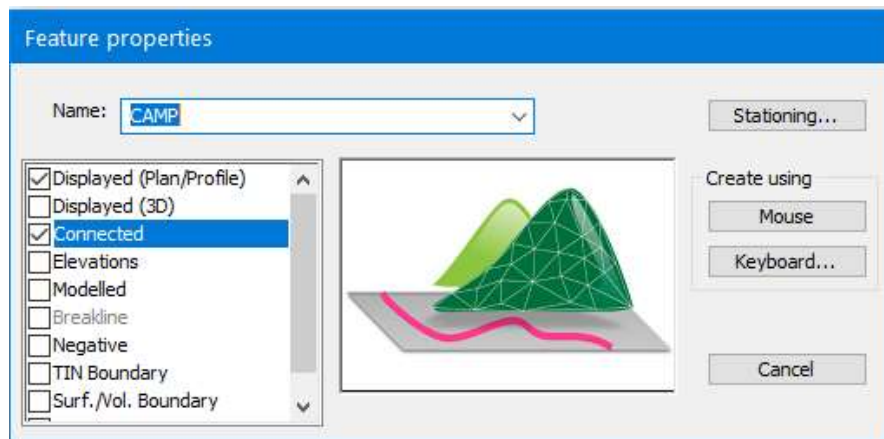 Feature properties
Name: CAMP
Stationing...
Displayed (Plan/Profile)
Displayed (3D)
Connected
Elevations
Modelled
Breakline
Negative
TIN Boundary
Surf./Vol. Boundary
Create using
Mouse
Keyboard...
Cancel